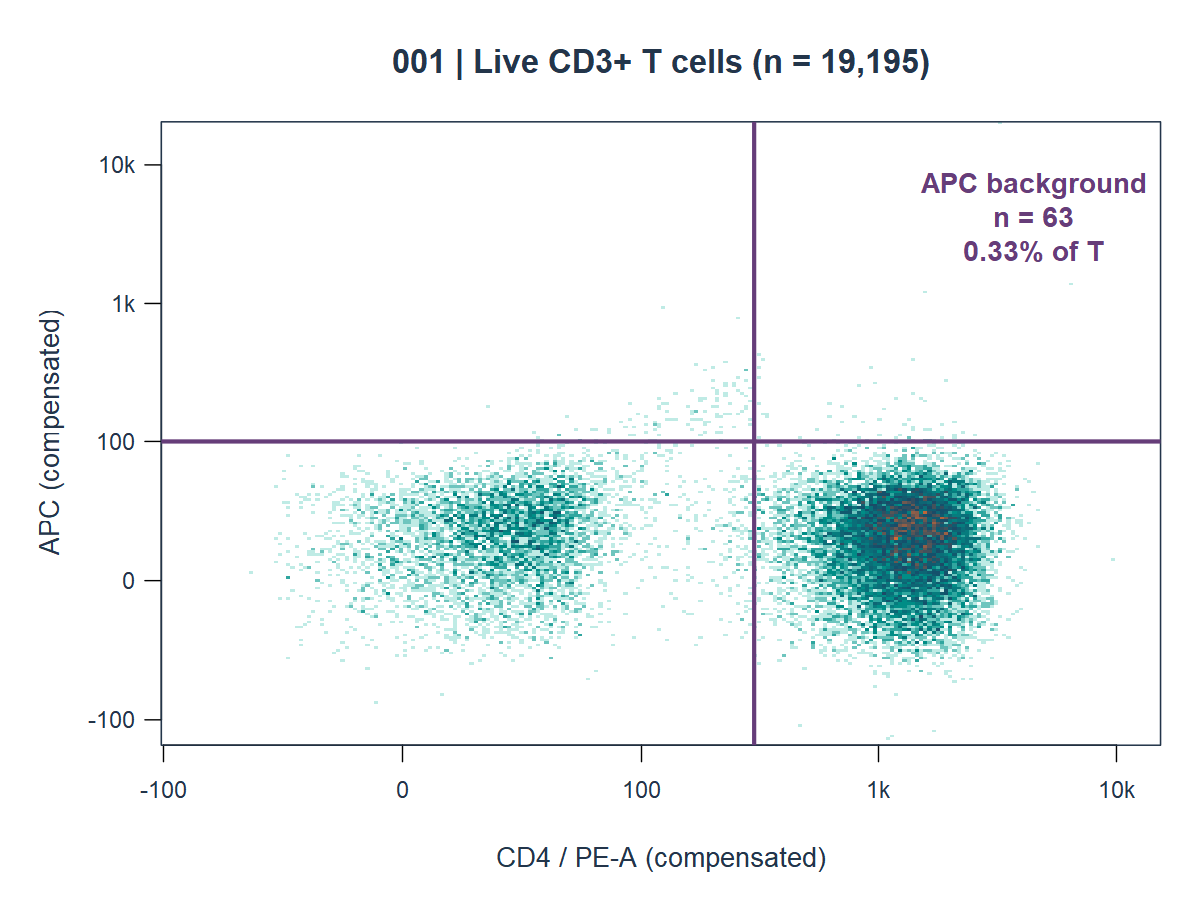 001 | Live CD3+ T cells (n = 19,195)
APC background
n = 63
0.33% of T
10k
1k
100
0
-100
APC (compensated)
-100
0
100
1k
10k
CD4 / PE-A (compensated)